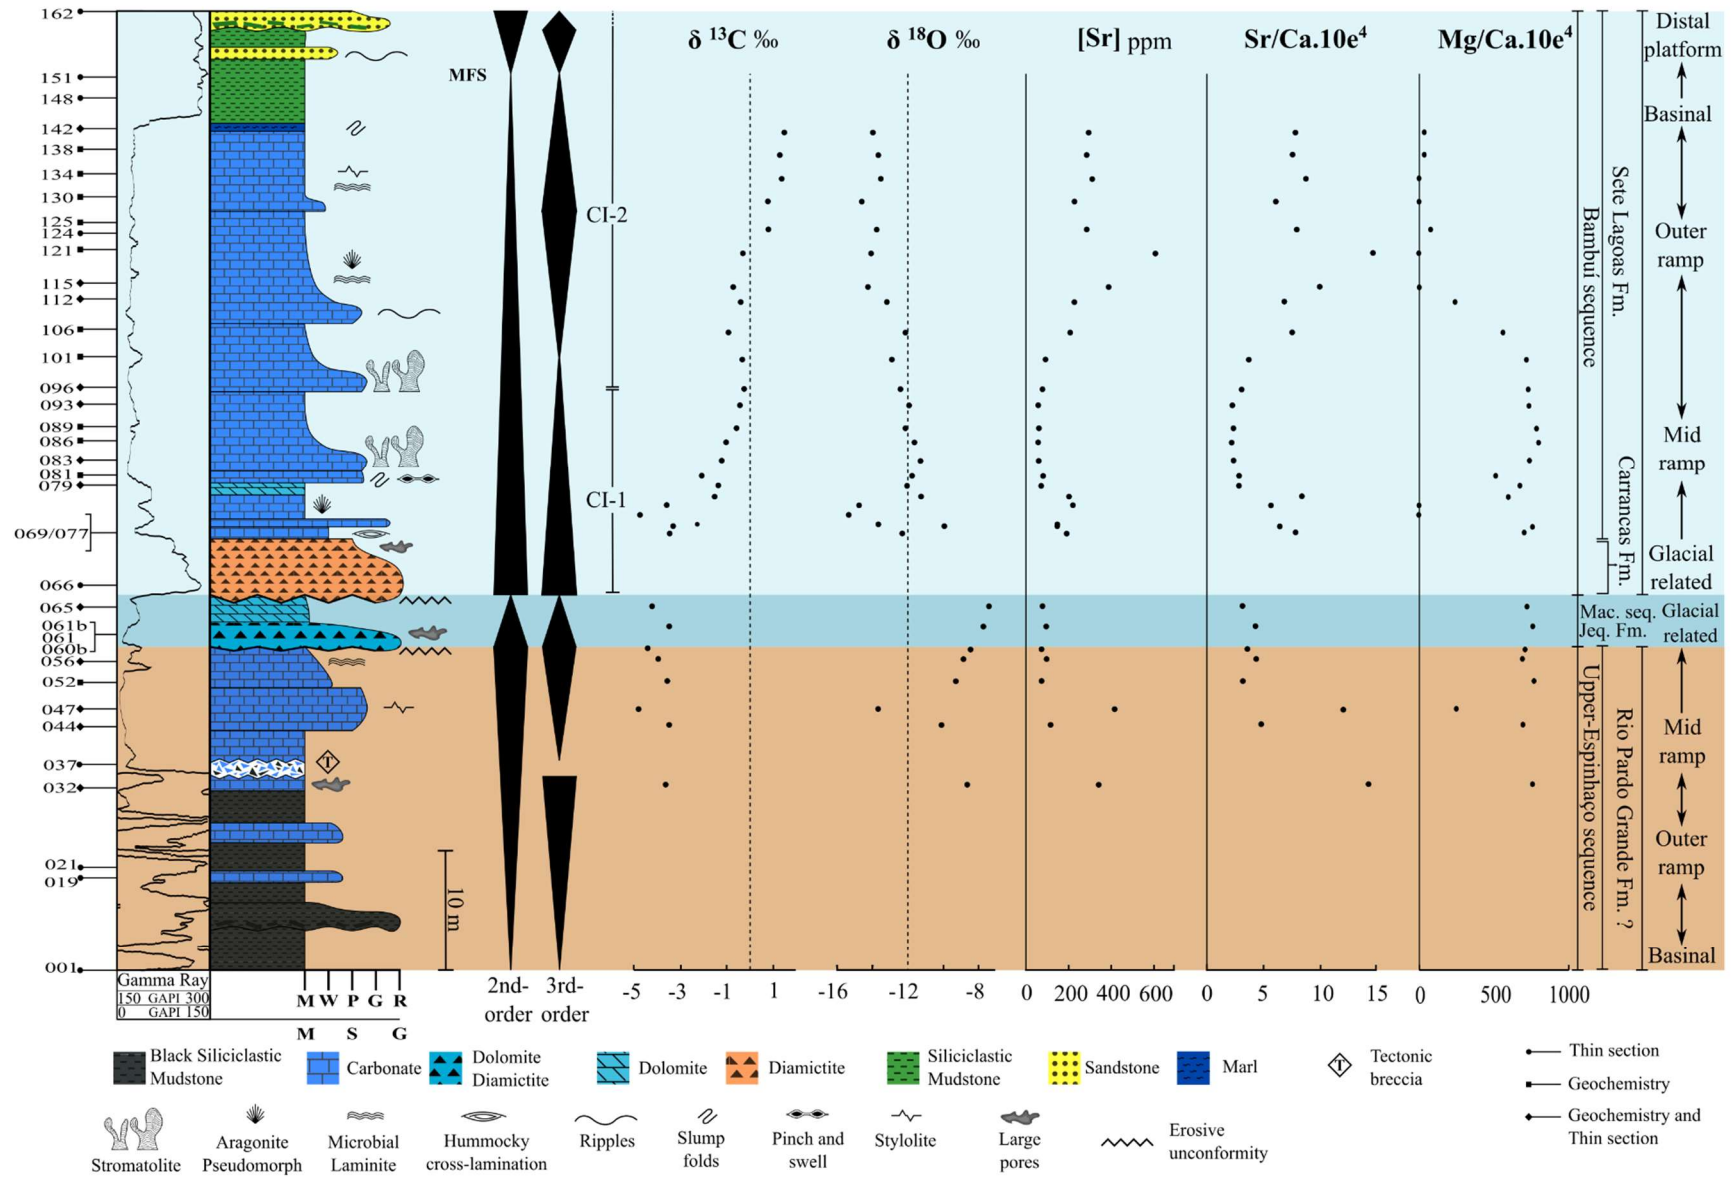 δ ¹³C ‰
δ ¹⁸O ‰
[Sr] ppm
Sr/Ca.10e⁴
Mg/Ca.10e⁴
162
151
148
142
138
134
130
125
124
121
115
112
106
101
096
093
089
086
083
081
079
069/077
066
065
061b
061
060b
056
052
047
044
037
032
021
019
001
MFS
CI-2
CI-1
T
10 m
Bambuí sequence
Sete Lagoas Fm.
Carrancas Fm.
Mac. seq.
Jeq. Fm.
Upper-Espinhaço sequence
Rio Pardo Grande Fm. ?
Distal
platform
Basinal
Outer
ramp
Mid
ramp
Glacial
related
Glacial
related
Mid
ramp
Outer
ramp
Basinal
Gamma Ray
150 GAPI 300
0 GAPI 150
M W P G R
M S G
2nd-
order
3rd-
order
-5 -3 -1 1
-16 -12 -8
0 200 400 600
0 5 10 15
0 500 1000
Black Siliciclastic
Mudstone
Carbonate
Dolomite
Diamictite
Dolomite
Diamictite
Siliciclastic
Mudstone
Sandstone
Marl
T
Tectonic
breccia
Thin section
Geochemistry
Geochemistry and
Thin section
Stromatolite
Aragonite
Pseudomorph
Microbial
Laminite
Hummocky
cross-lamination
Ripples
Slump
folds
Pinch and
swell
Stylolite
Large
pores
Erosive
unconformity